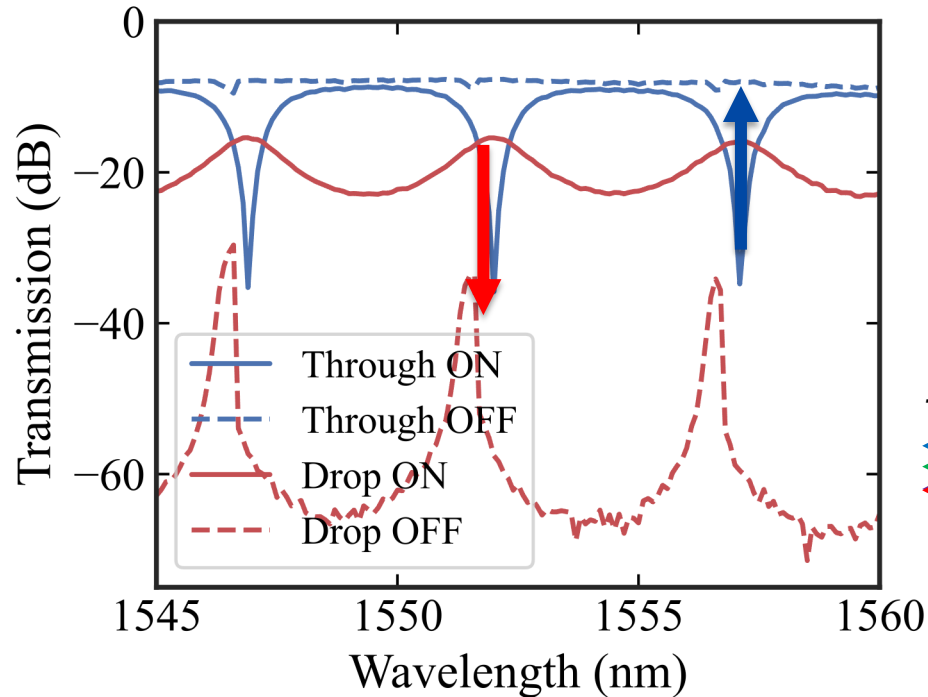 0
−20
−40
−60
Transmission (dB)
Through ON
Through OFF
Drop ON
Drop OFF
1545
1550
1555
1560
Wavelength (nm)